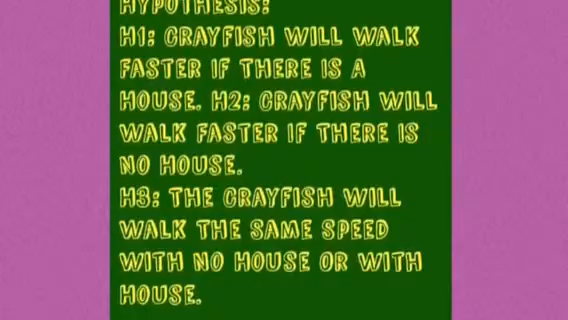 HYPOTHESIS:
H1: CRAYFISH WILL WALK
FASTER IF THERE IS A
HOUSE. H2: CRAYFISH WILL
WALK FASTER IF THERE IS
NO HOUSE.
H3: THE CRAYFISH WILL
WALK THE SAME SPEED
WITH NO HOUSE OR WITH
HOUSE.